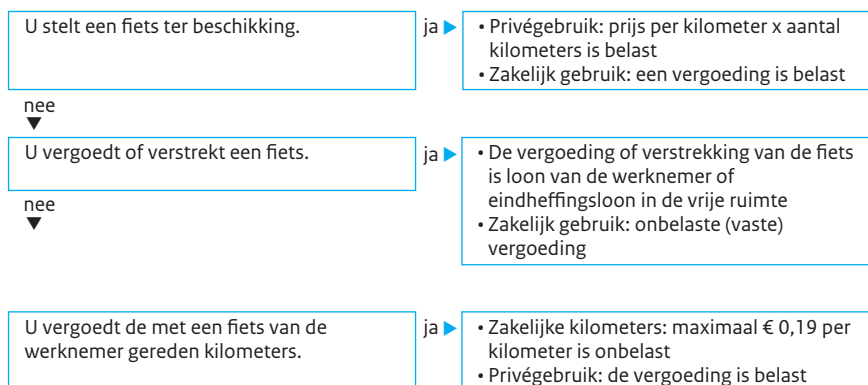 U stelt een fiets ter beschikking.
ja ▶
• Privégebruik: prijs per kilometer x aantal
kilometers is belast
• Zakelijk gebruik: een vergoeding is belast
nee
▼
U vergoedt of verstrekt een fiets.
ja ▶
• De vergoeding of verstrekking van de fiets
is loon van de werknemer of
eindheffingsloon in de vrije ruimte
• Zakelijk gebruik: onbelaste (vaste)
vergoeding
nee
▼
U vergoedt de met een fiets van de
werknemer gereden kilometers.
ja ▶
• Zakelijke kilometers: maximaal € 0,19 per
kilometer is onbelast
• Privégebruik: de vergoeding is belast